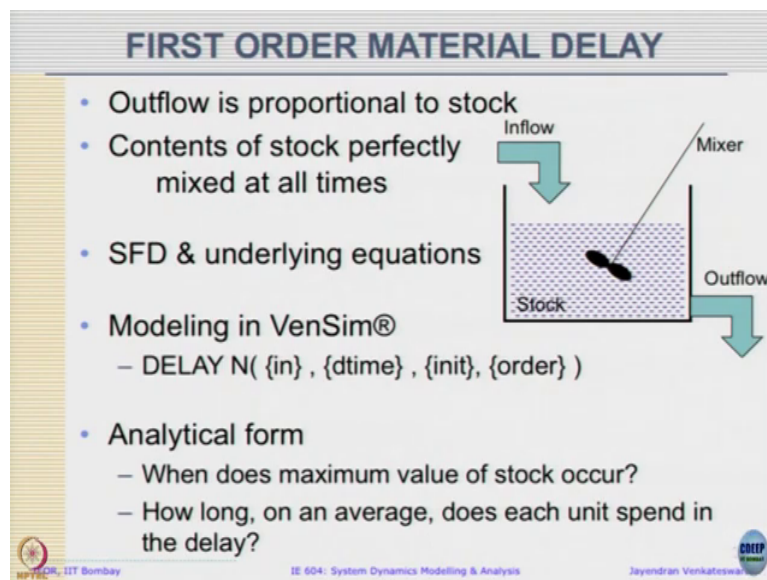 FIRST ORDER MATERIAL DELAY
• Outflow is proportional to stock
• Contents of stock perfectly
mixed at all times
Inflow
Mixer
• SFD & underlying equations
Stock
Outflow
• Modeling in VenSim®
– DELAY N( {in} , {dtime} , {init}, {order} )
• Analytical form
– When does maximum value of stock occur?
– How long, on an average, does each unit spend in
the delay?
IIT Bombay
IE 604: System Dynamics Modelling & Analysis
Jayendran
CDEEP
IIT BOMBAY